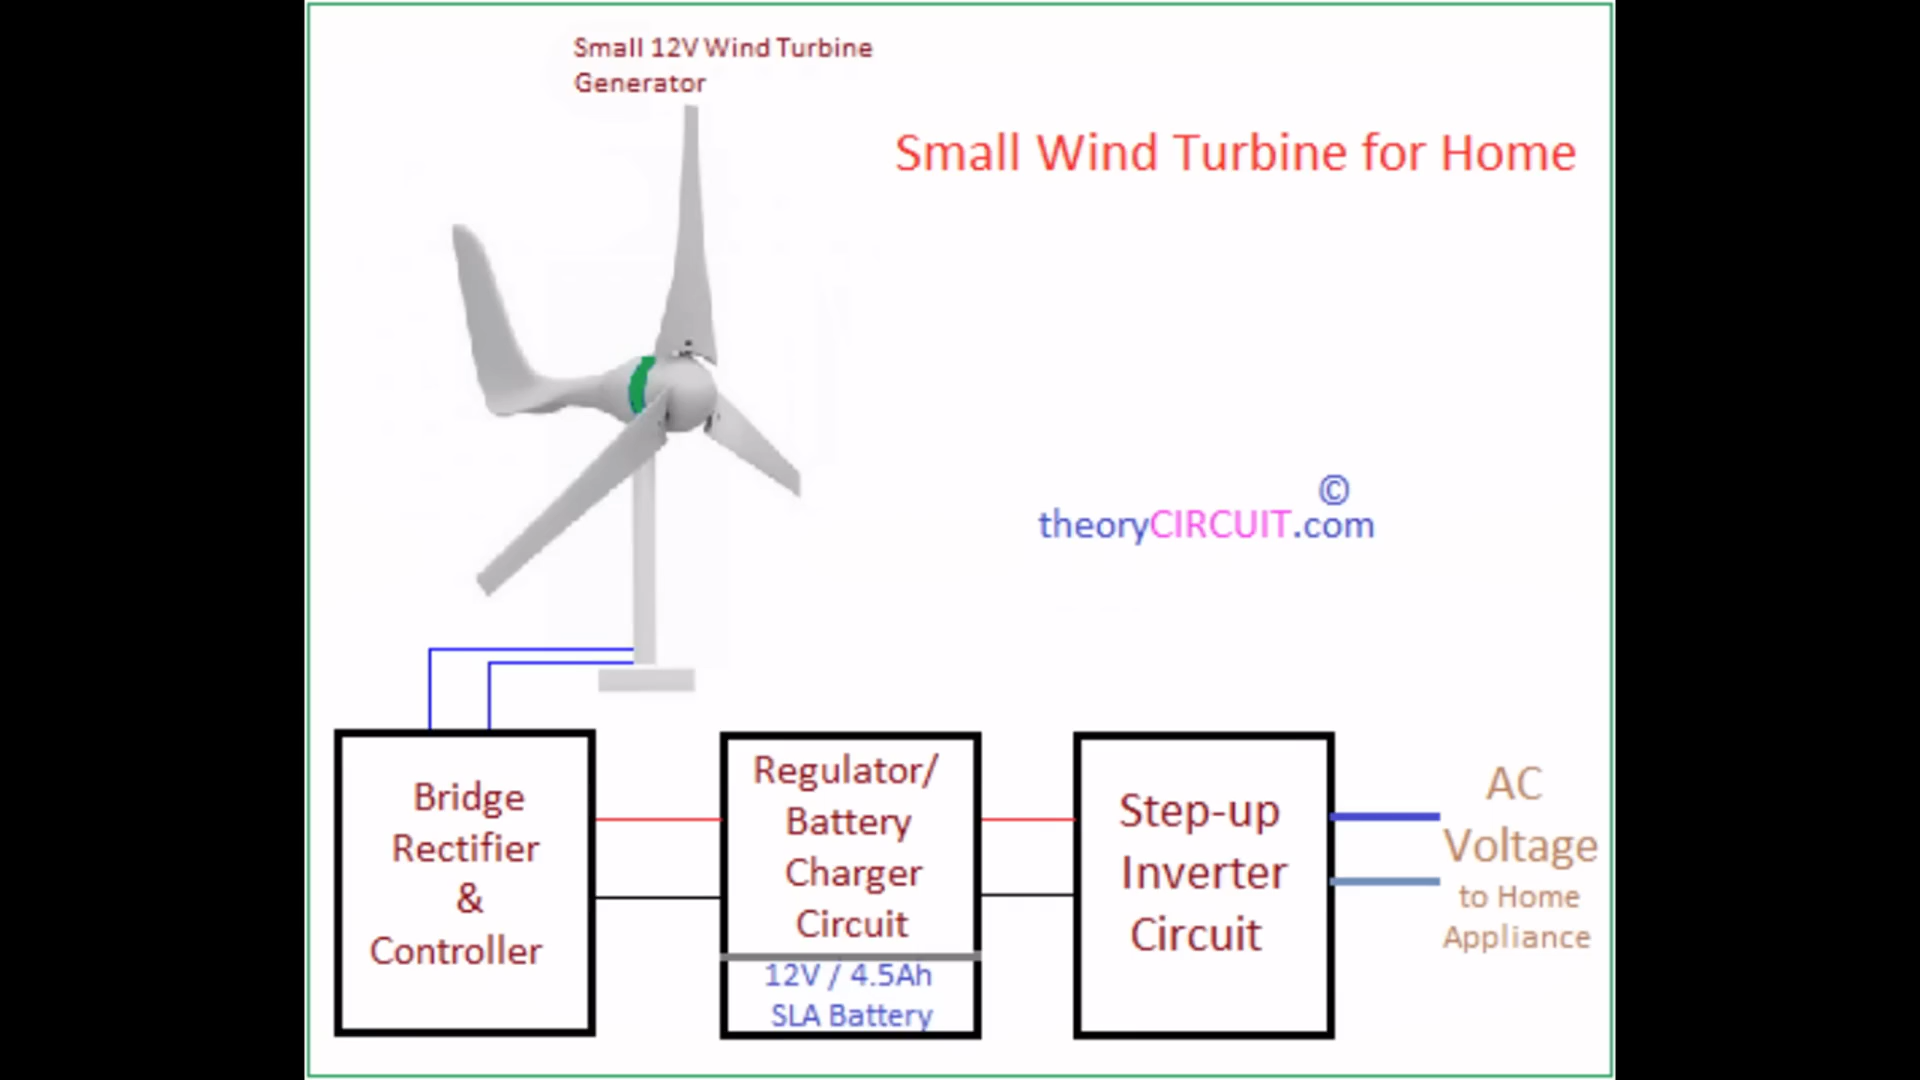 Small 12V Wind Turbine
Generator
Small Wind Turbine for Home
©
theoryCIRCUIT.com
Bridge
Rectifier
&
Controller
Regulator/
Battery
Charger
Circuit
12V / 4.5Ah
SLA Battery
Step-up
Inverter
Circuit
AC
Voltage
to Home
Appliance